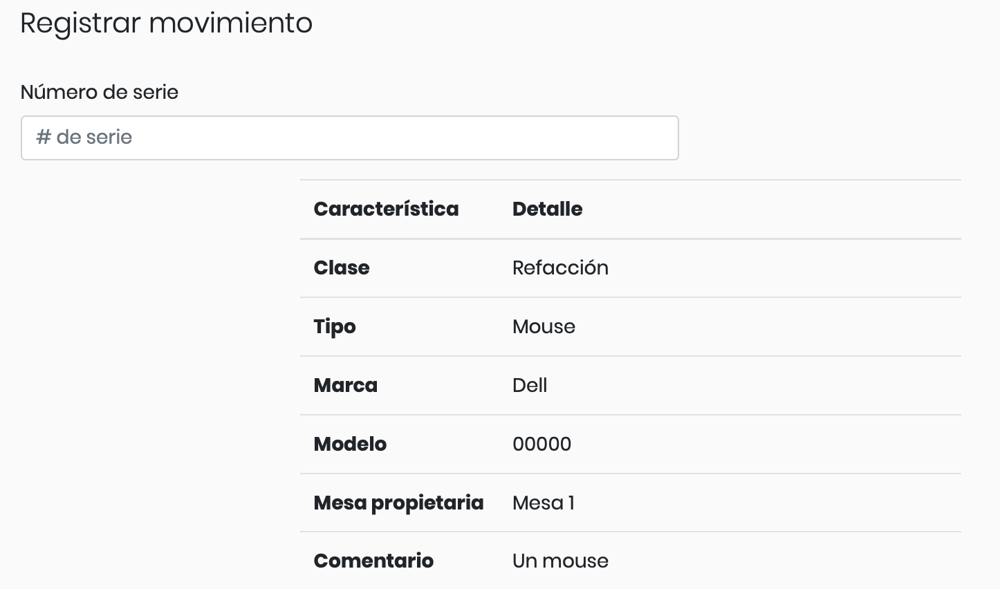 Registrar movimiento
Número de serie
# de serie
Característica Detalle
Clase Refacción
Tipo Mouse
Marca Dell
Modelo 00000
Mesa propietaria Mesa 1
Comentario Un mouse